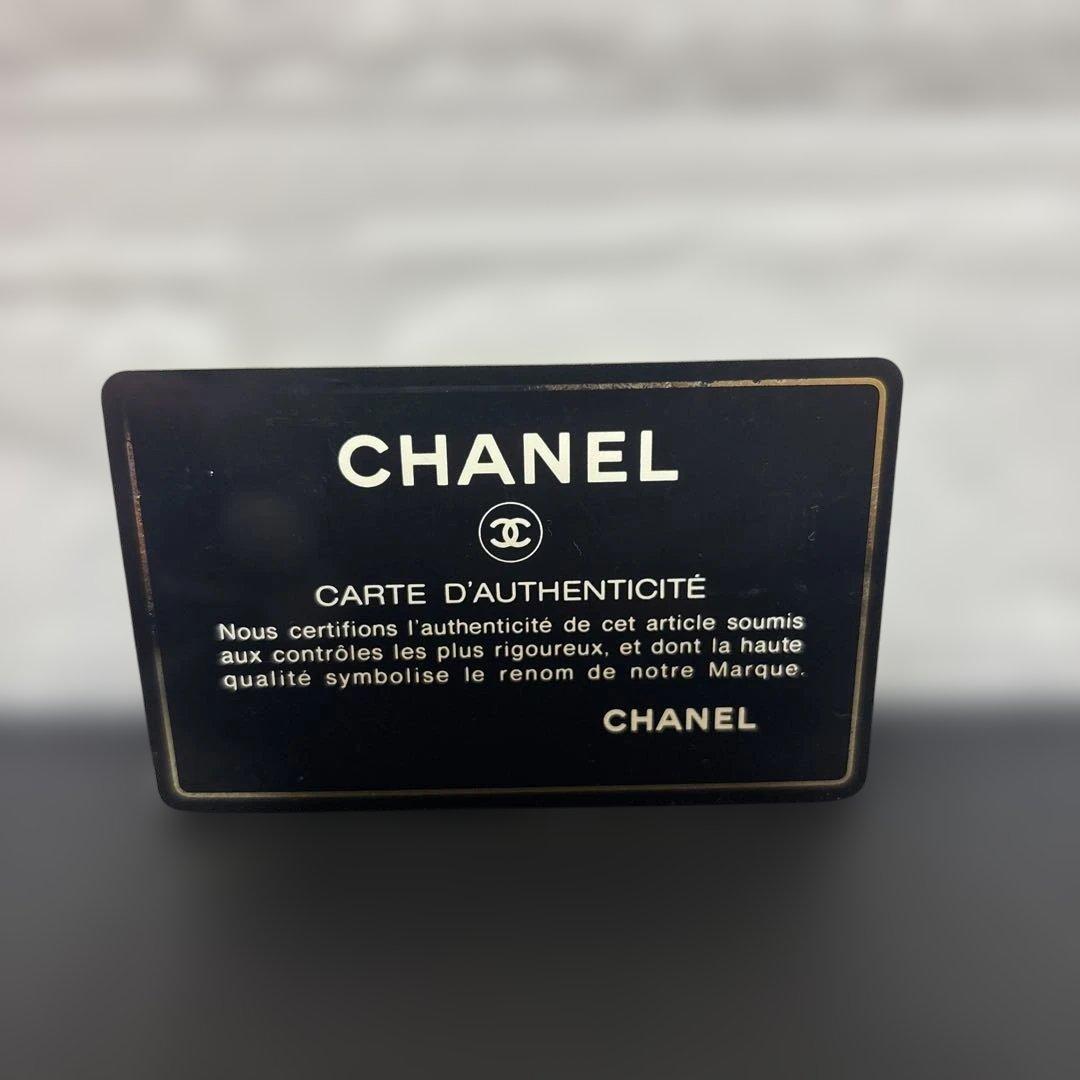 CHANEL
CARTE D'AUTHENTICITÉ
Nous certifions l'authenticité de cet article soumis
aux contrôles les plus rigoureux, et dont la haute
qualité symbolise le renom de notre Marque.
CHANEL